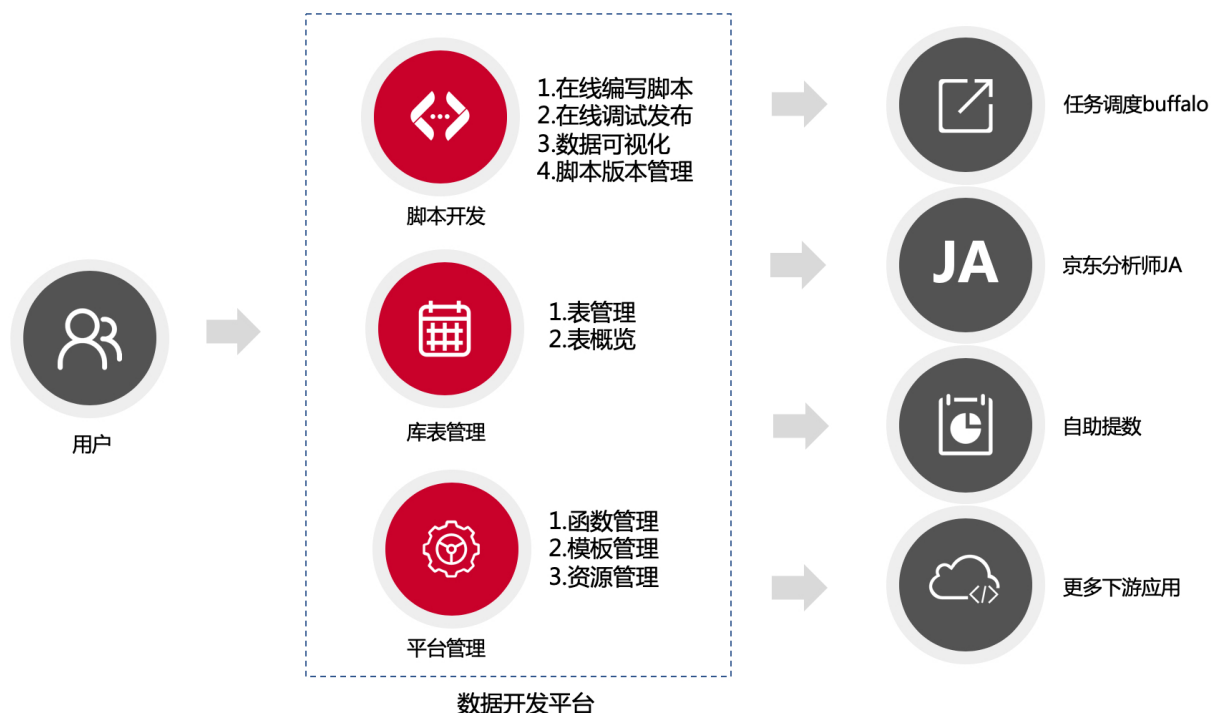 用户
1.在线编写脚本
2.在线调试发布
3.数据可视化
4.脚本版本管理
脚本开发
1.表管理
2.表概览
库表管理
1.函数管理
2.模板管理
3.资源管理
平台管理
数据开发平台
任务调度buffalo
JA
京东分析师JA
自助提数
更多下游应用